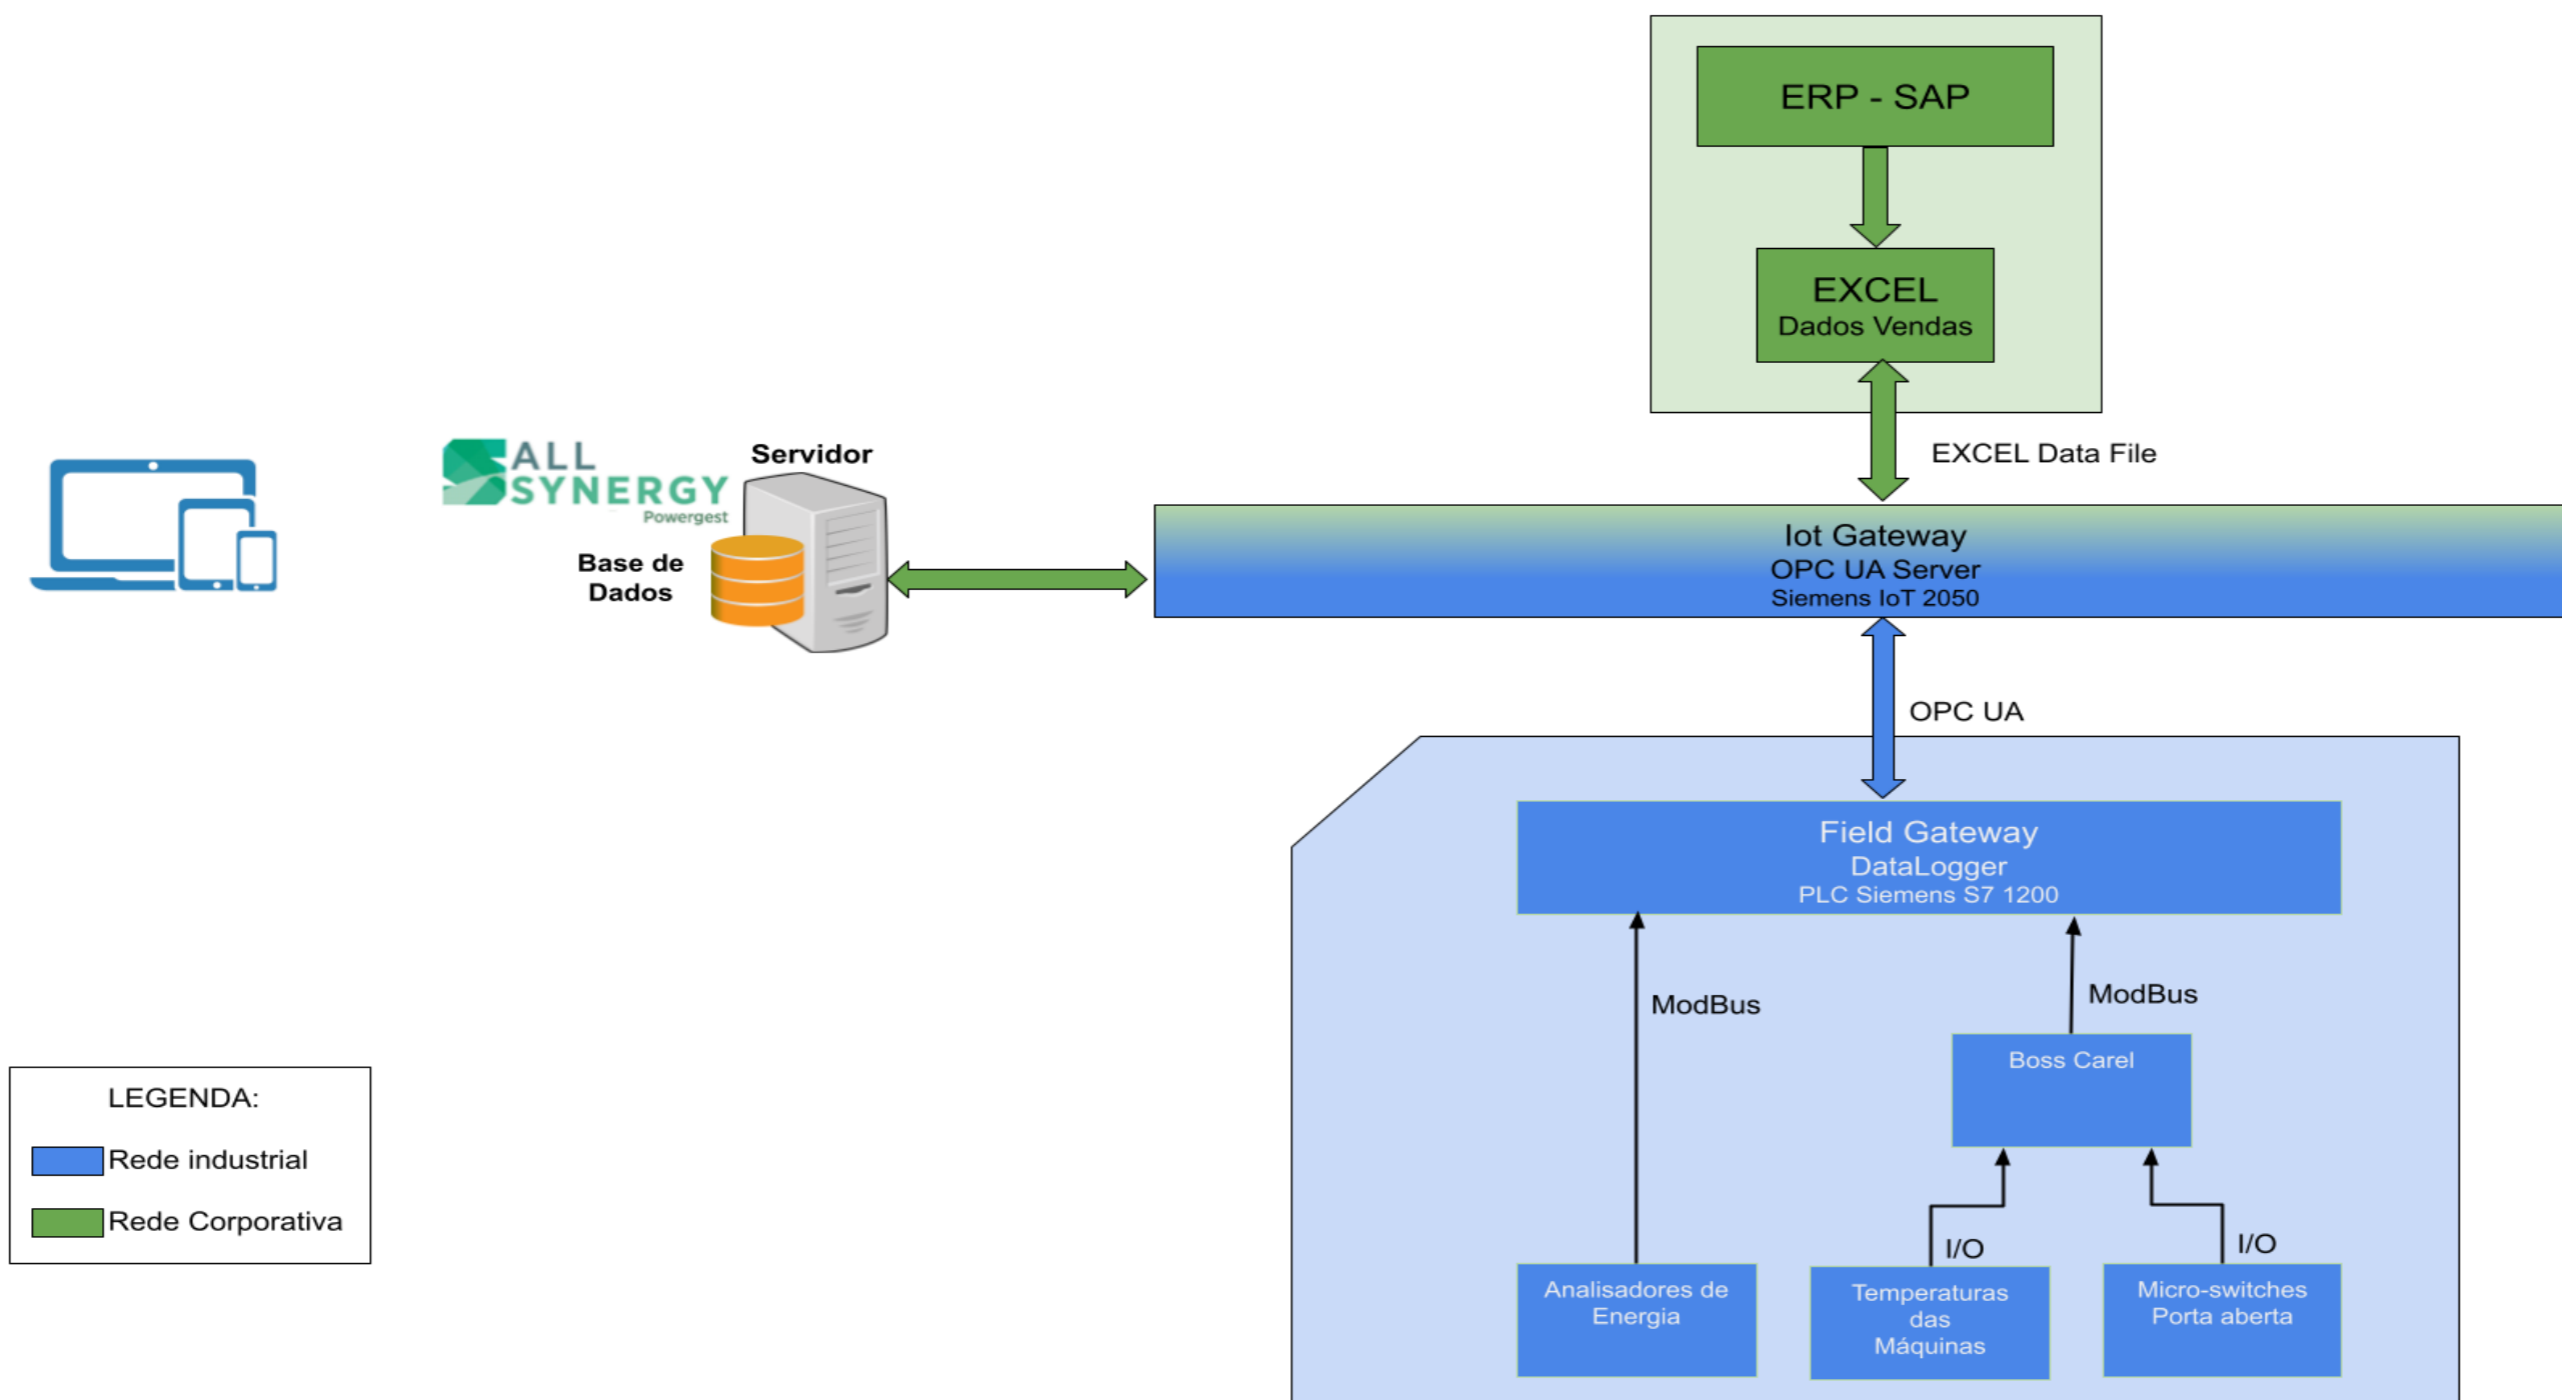 ERP - SAP
EXCEL
Dados Vendas
EXCEL Data File
ALL
SYNERGY
Powergest
Servidor
Base de
Dados
Iot Gateway
OPC UA Server
Siemens IoT 2050
OPC UA
Field Gateway
DataLogger
PLC Siemens S7 1200
ModBus
ModBus
Boss Carel
I/O
I/O
Analisadores de
Energia
Temperaturas
das
Máquinas
Micro-switches
Porta aberta
LEGENDA:
Rede industrial
Rede Corporativa